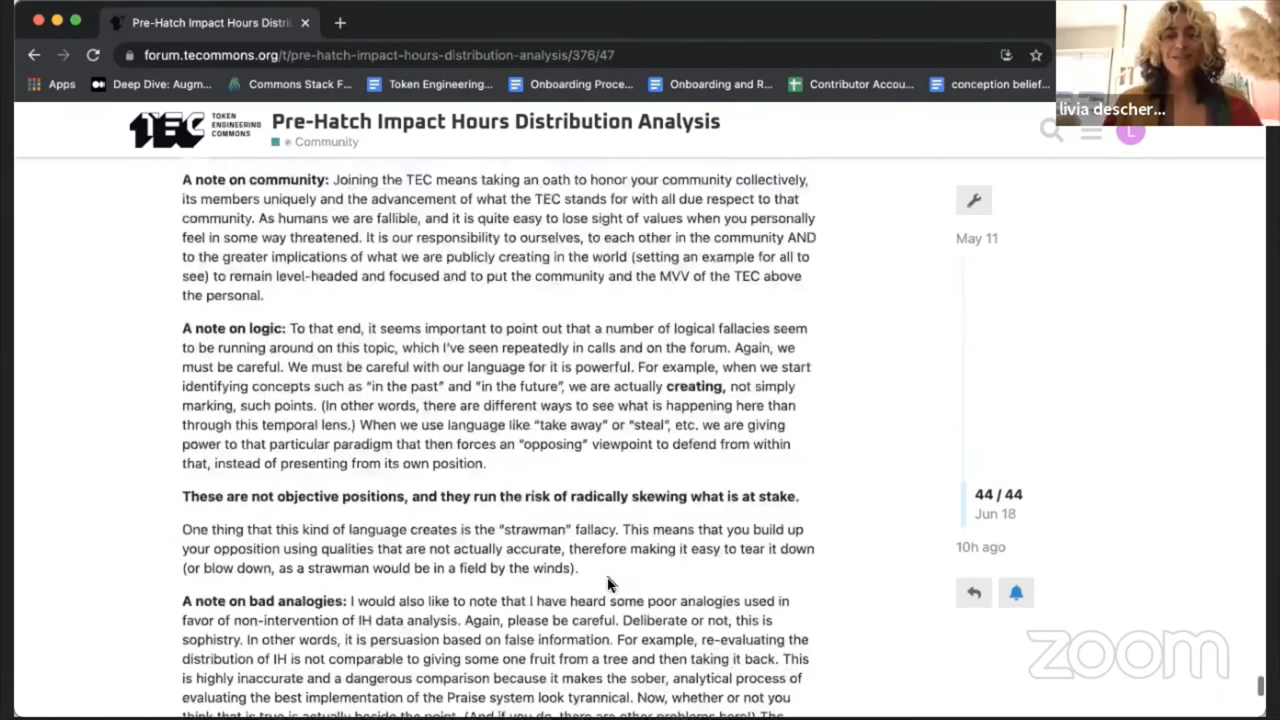 Pre-Hatch Impact Hours Distri
forum.tecommons.org/t/pre-hatch-impact-hours-distribution-analysis/376/47
Apps
Deep Dive: Augm...
Commons Stack F...
Token Engineering...
Onboarding Proce...
Onboarding and R...
Contributor Accou...
conception belief...
livia descher...
TEC
TOKEN
ENGINEERING
COMMONS
Pre-Hatch Impact Hours Distribution Analysis
Community
L
A note on community: Joining the TEC means taking an oath to honor your community collectively,
its members uniquely and the advancement of what the TEC stands for with all due respect to that
community. As humans we are fallible, and it is quite easy to lose sight of values when you personally
feel in some way threatened. It is our responsibility to ourselves, to each other in the community AND
to the greater implications of what we are publicly creating in the world (setting an example for all to
see) to remain level-headed and focused and to put the community and the MVV of the TEC above
the personal.
A note on logic: To that end, it seems important to point out that a number of logical fallacies seem
to be running around on this topic, which I've seen repeatedly in calls and on the forum. Again, we
must be careful. We must be careful with our language for it is powerful. For example, when we start
identifying concepts such as “in the past” and “in the future”, we are actually creating, not simply
marking, such points. (In other words, there are different ways to see what is happening here than
through this temporal lens.) When we use language like “take away” or “steal”, etc. we are giving
power to that particular paradigm that then forces an “opposing” viewpoint to defend from within
that, instead of presenting from its own position.
These are not objective positions, and they run the risk of radically skewing what is at stake.
One thing that this kind of language creates is the “strawman” fallacy. This means that you build up
your opposition using qualities that are not actually accurate, therefore making it easy to tear it down
(or blow down, as a strawman would be in a field by the winds).
A note on bad analogies: I would also like to note that I have heard some poor analogies used in
favor of non-intervention of IH data analysis. Again, please be careful. Deliberate or not, this is
sophistry. In other words, it is persuasion based on false information. For example, re-evaluating the
distribution of IH is not comparable to giving some one fruit from a tree and then taking it back. This
is highly inaccurate and a dangerous comparison because it makes the sober, analytical process of
evaluating the best implementation of the Praise system look tyrannical. Now, whether or not you
think that is true is actually beside the point. (And if you do, there are other problems here!) The
May 11
44 / 44
Jun 18
10h ago
zoom